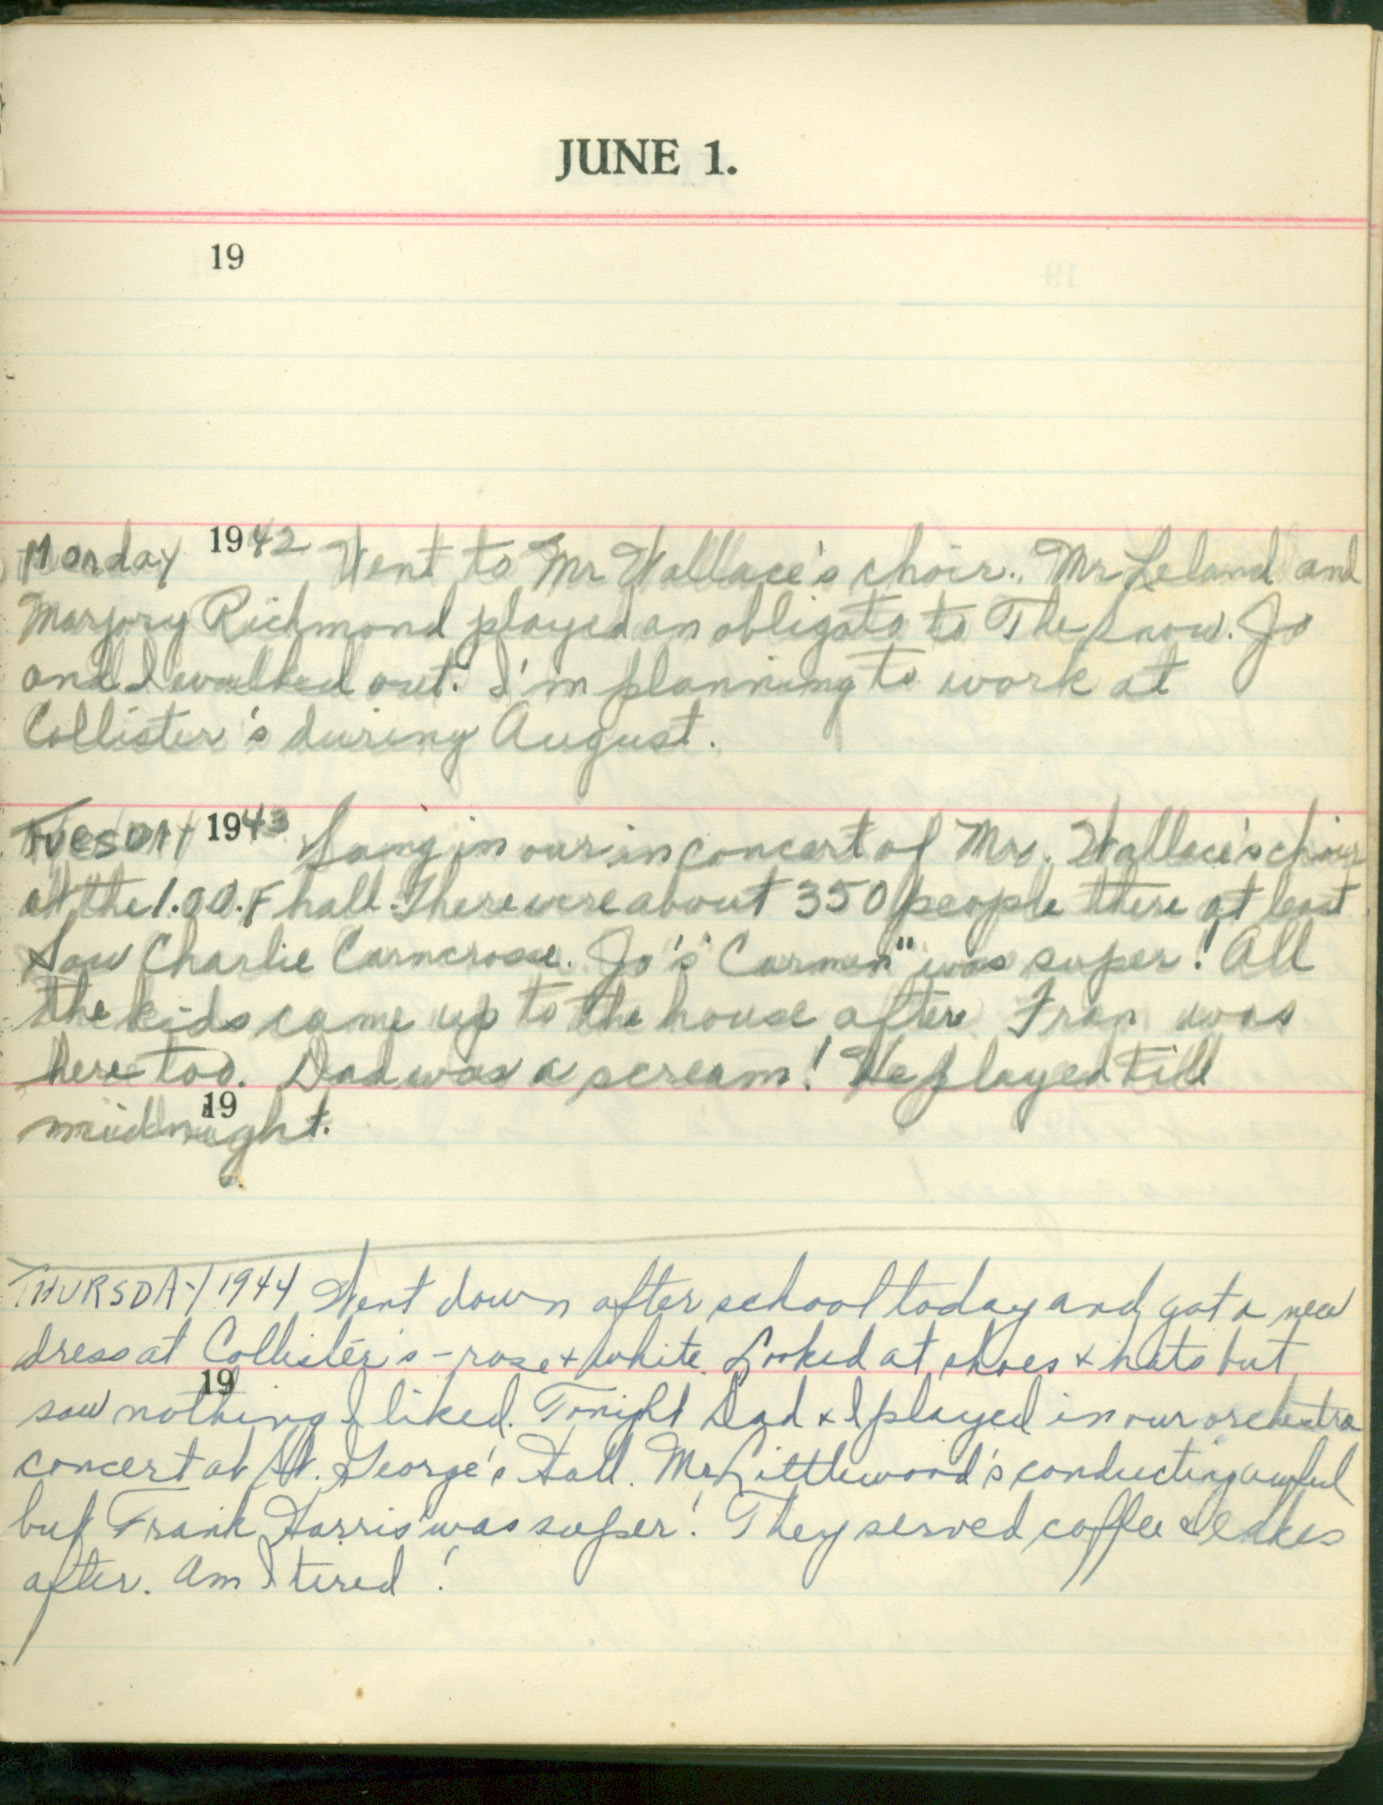 JUNE 1.
19
Monday 1942 Went to Mr Wallace's choir. Mr Leland and
Marjory Richmond played an obligato to The Snow. Jo
and I walked out. I'm planning to work at
Collister's during August.
TUESDAY 1943 Sang in our in concert of Mrs. Wallace's choir
at the I.O.O.F hall. There were about 350 people there at least
Saw Charlie Carncrosse. Jo's "Carmen" was super! All
the kids came up to the house after Fran was
here too. Dad was a scream! He played till
19
midnight.
THURSDAY 1944 Went down after school today and got a new
dress at Collister's - rose + white. Looked at shoes + hats but
19
saw nothing I liked. Tonight Dad & I played in our orchestra
concert at St. George's Hall. Mr Littlewood's conducting awful
but Frank Harris was super! They served coffee & cakes
after. Am I tired!